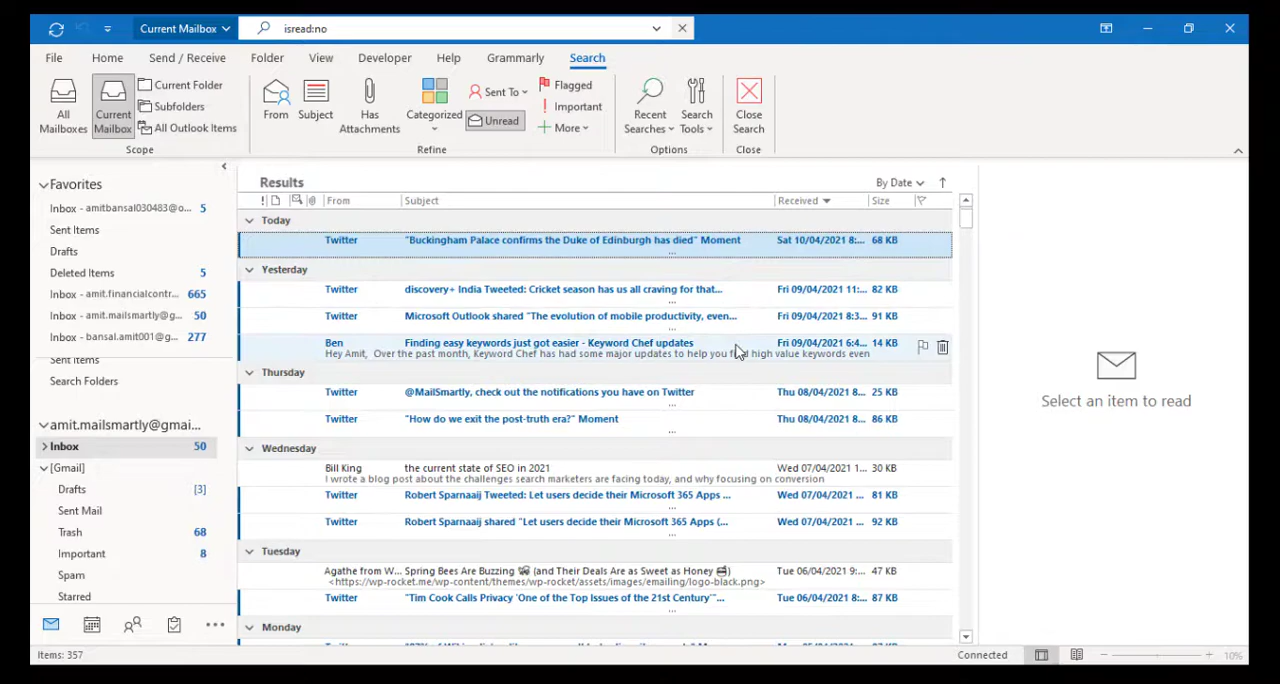 Current Mailbox isread:no
File Home Send / Receive Folder View Developer Help Grammarly Search
All Mailboxes Current Mailbox Current Folder Subfolders All Outlook Items
From Subject Has Attachments Categorized Sent To Unread Flagged ! Important + More
Recent Searches Search Tools Close Search
Scope Refine Options Close
Favorites
Inbox - amitbansal030483@o... 5
Sent Items
Drafts
Deleted Items 5
Inbox - amit.financialcontr... 665
Inbox - amit.mailsmartly@g... 50
Inbox - bansal.amit001@g... 277
Sent Items
Search Folders
amit.mailsmartly@gmai...
Inbox 50
[Gmail]
Drafts [3]
Sent Mail
Trash 68
Important 8
Spam
Starred
Results By Date
! From Subject Received Size
Today
Twitter "Buckingham Palace confirms the Duke of Edinburgh has died" Moment Sat 10/04/2021 8:... 68 KB
...
Yesterday
Twitter discovery+ India Tweeted: Cricket season has us all craving for that... Fri 09/04/2021 11:... 82 KB
...
Twitter Microsoft Outlook shared "The evolution of mobile productivity, even... Fri 09/04/2021 8:3... 91 KB
...
Ben Finding easy keywords just got easier - Keyword Chef updates Fri 09/04/2021 6:4... 14 KB
Hey Amit, Over the past month, Keyword Chef has had some major updates to help you find high value keywords even
Thursday
Twitter @MailSmartly, check out the notifications you have on Twitter Thu 08/04/2021 8... 25 KB
Twitter "How do we exit the post-truth era?" Moment Thu 08/04/2021 8... 86 KB
...
Wednesday
Bill King the current state of SEO in 2021 Wed 07/04/2021 1... 30 KB
I wrote a blog post about the challenges search marketers are facing today, and why focusing on conversion
Twitter Robert Sparnaaij Tweeted: Let users decide their Microsoft 365 Apps ... Wed 07/04/2021 ... 81 KB
...
Twitter Robert Sparnaaij shared "Let users decide their Microsoft 365 Apps (... Wed 07/04/2021 ... 92 KB
...
Tuesday
Agathe from W... Spring Bees Are Buzzing 🐝 (and Their Deals Are as Sweet as Honey 🍯) Tue 06/04/2021 9:... 47 KB
<https://wp-rocket.me/wp-content/themes/wp-rocket/assets/images/emailing/logo-black.png>
Twitter "Tim Cook Calls Privacy 'One of the Top Issues of the 21st Century'"... Tue 06/04/2021 8:... 87 KB
...
Monday
Select an item to read
Items: 357 Connected 10%